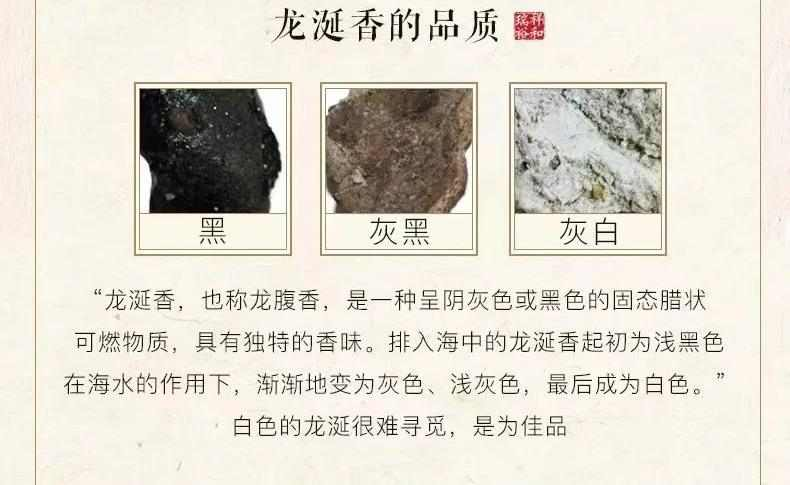 龙涎香的品质
瑞祥
裕和
黑
灰黑
灰白
“龙涎香，也称龙腹香，是一种呈阴灰色或黑色的固态腊状
可燃物质，具有独特的香味。排入海中的龙涎香起初为浅黑色
在海水的作用下，渐渐地变为灰色、浅灰色，最后成为白色。”
白色的龙涎很难寻觅，是为佳品